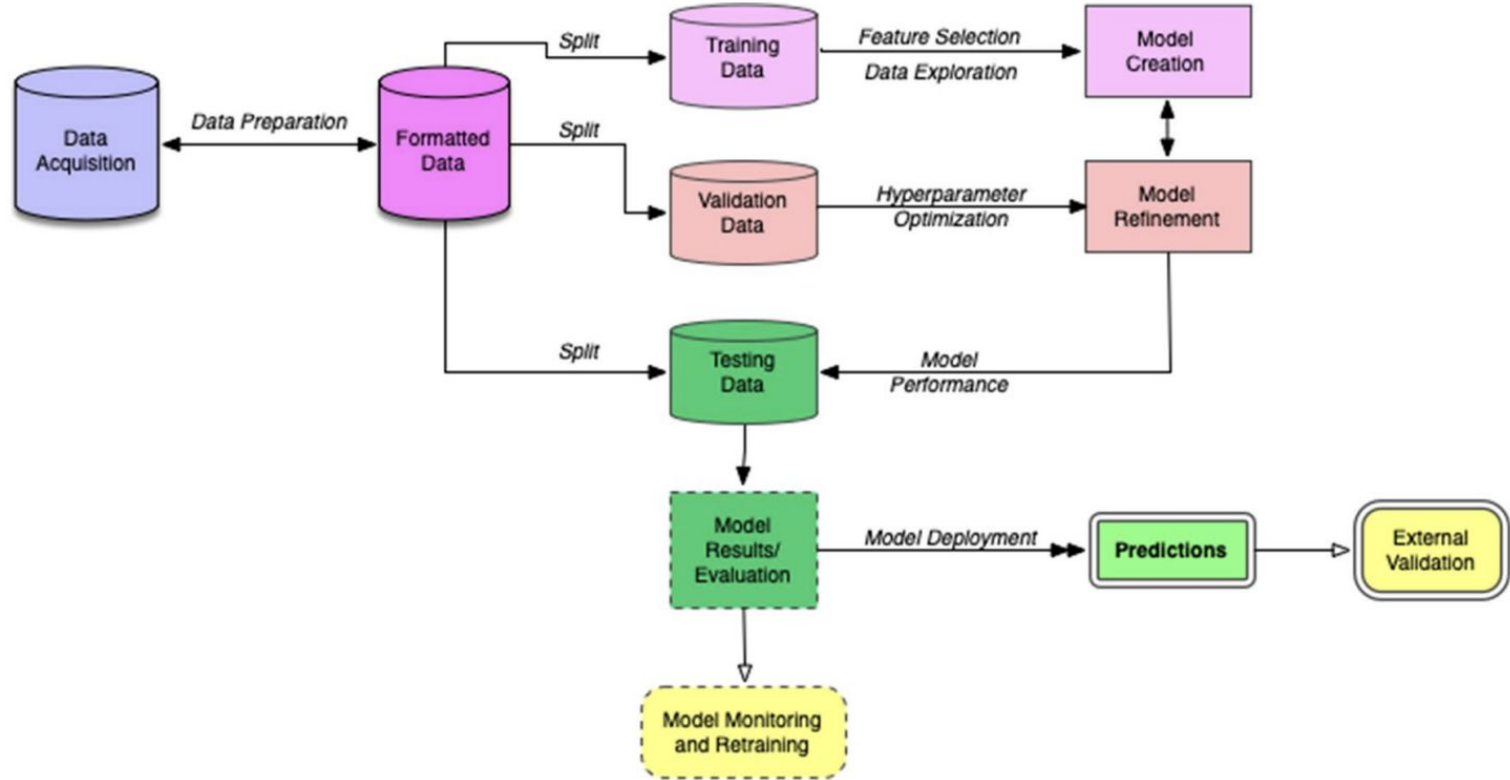 Split
Training
Data
Feature Selection
Data Exploration
Model
Creation
Data
Acquisition
Data Preparation
Formatted
Data
Split
Validation
Data
Hyperparameter
Optimization
Model
Refinement
Split
Testing
Data
Model
Performance
Model
Results/
Evaluation
Model Deployment
Predictions
External
Validation
Model Monitoring
and Retraining